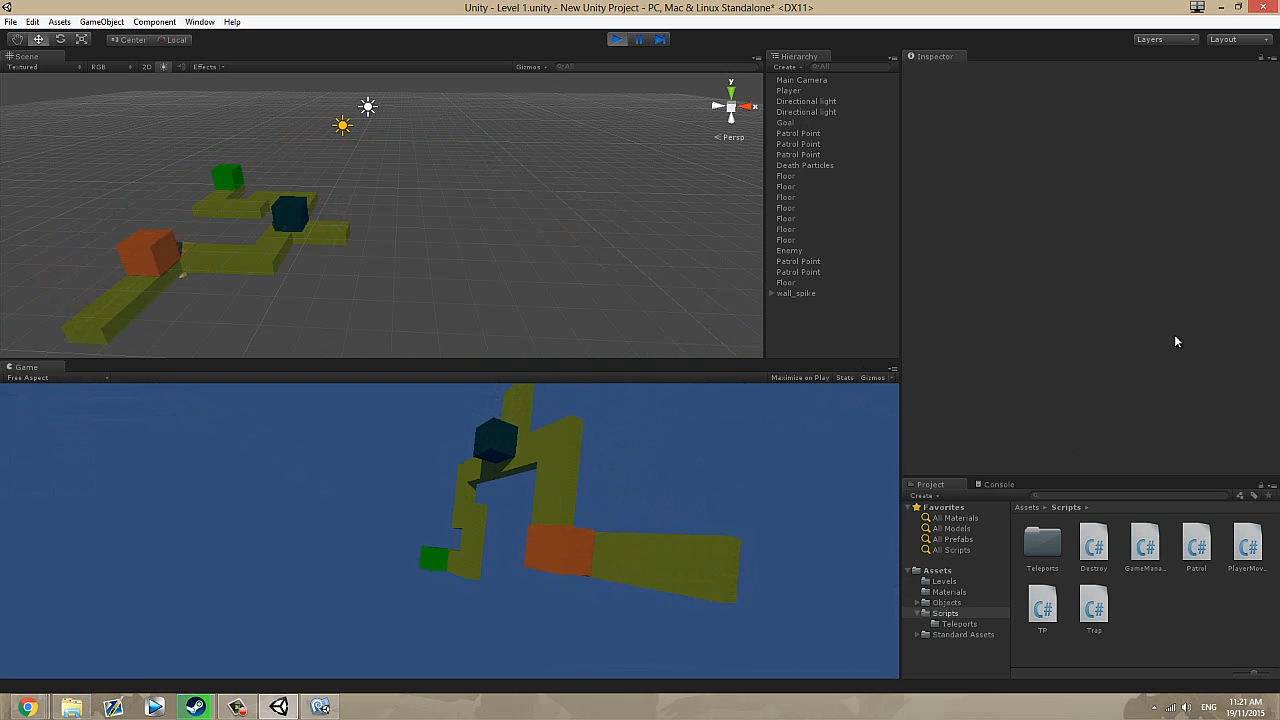 Unity - Level 1.unity - New Unity Project - PC, Mac & Linux Standalone* <DX11>
File Edit Assets GameObject Component Window Help
Center Local
Layers Layout
Scene
Textured RGB 2D Effects Gizmos All
y
x
Persp
Hierarchy
Create All
Main Camera
Player
Directional light
Directional light
Goal
Patrol Point
Patrol Point
Patrol Point
Death Particles
Floor
Floor
Floor
Floor
Floor
Floor
Floor
Enemy
Patrol Point
Patrol Point
Floor
wall_spike
Inspector
Game
Free Aspect Maximize on Play Stats Gizmos
Project Console
Create
Favorites
All Materials
All Models
All Prefabs
All Scripts
Assets
Levels
Materials
Objects
Scripts
Teleports
Standard Assets
Assets Scripts
Teleports Destroy GameMana... Patrol PlayerMov...
TP Trap
ENG
11:21 AM
19/11/2015